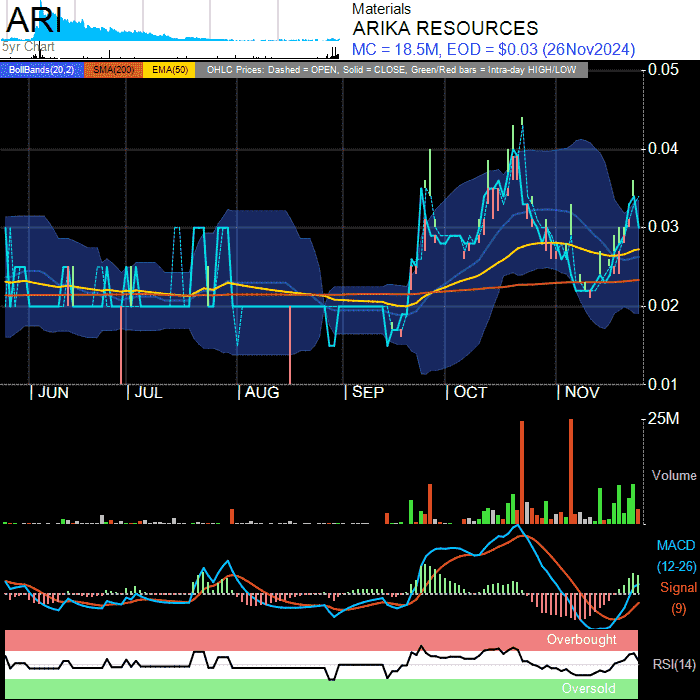 ARI
5yr Chart
Materials
ARIKA RESOURCES
MC = 18.5M, EOD = $0.03 (26Nov2024)
BollBands(20,2) SMA(200) EMA(50) OHLC Prices: Dashed = OPEN, Solid = CLOSE, Green/Red bars = Intra-day HIGH/LOW
0.05
0.04
0.03
0.02
0.01
JUN JUL AUG SEP OCT NOV
25M
Volume
MACD
(12-26)
Signal
(9)
Overbought
RSI(14)
Oversold